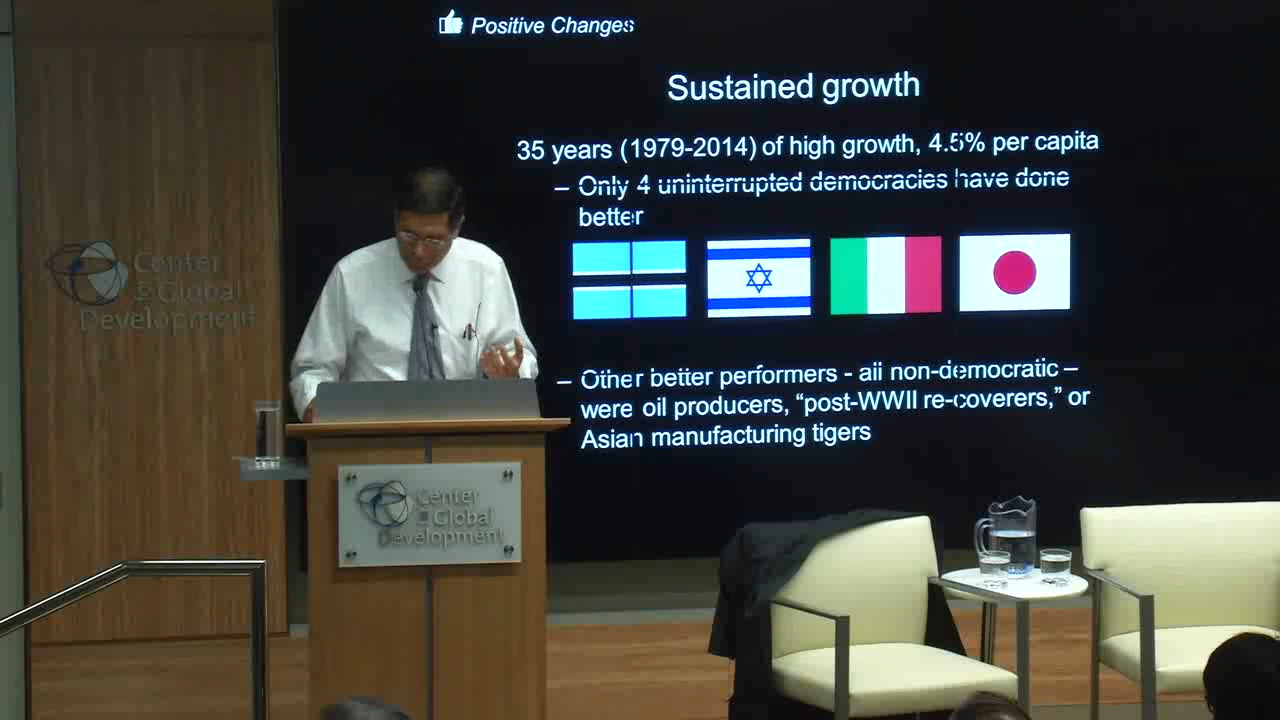 Positive Changes
Sustained growth
35 years (1979-2014) of high growth, 4.5% per capita
– Only 4 uninterrupted democracies have done
better
– Other better performers - all non-democratic –
were oil producers, “post-WWII re-coverers,” or
Asian manufacturing tigers
Center
Global
Development
Center
Global
Development